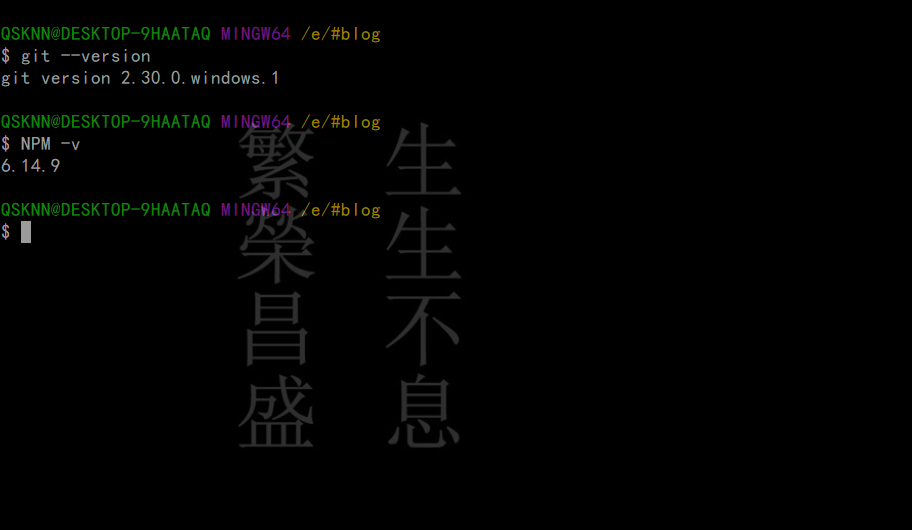 QSKNN@DESKTOP-9HAATAQ MINGW64 /e/#blog
$ git --version
git version 2.30.0.windows.1
QSKNN@DESKTOP-9HAATAQ MINGW64 /e/#blog
$ NPM -v
6.14.9
QSKNN@DESKTOP-9HAATAQ MINGW64 /e/#blog
$
生生不息
繁榮昌盛